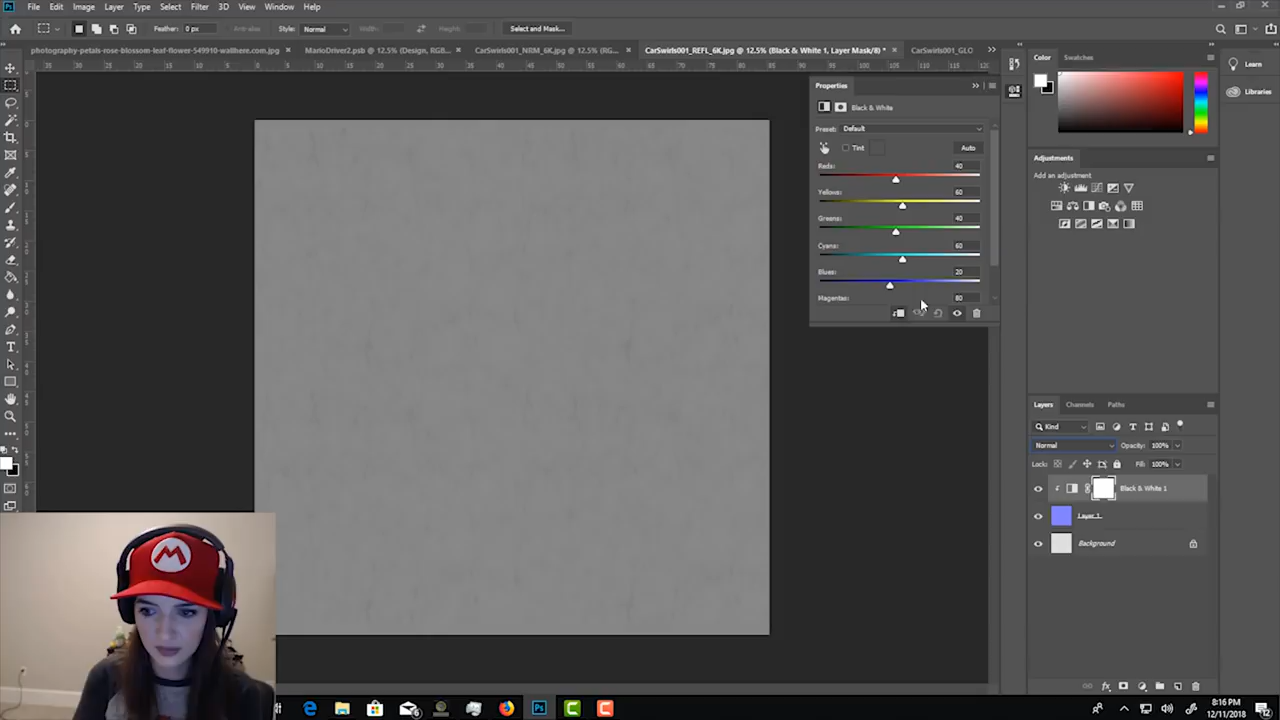 Ps File Edit Image Layer Type Select Filter 3D View Window Help
Feather: 0 px Anti-alias Style: Normal Width: Height: Select and Mask...
photography-petals-rose-blossom-leaf-flower-549910-wallhere.com.jpg × MarioDriver2.psb @ 12.5% (Design, RGB... × CarSwirls001_NRM_6K.jpg @ 12.5% (RG... × CarSwirls001_REFL_6K.jpg @ 12.5% (Black & White 1, Layer Mask/8) * × CarSwirls001_GLO
Properties
Black & White
Preset: Default
Tint Auto
Reds: 40
Yellows: 60
Greens: 40
Cyans: 60
Blues: 20
Magentas: 80
Color Swatches
Learn
Libraries
Adjustments
Add an adjustment
Layers Channels Paths
Kind
Normal Opacity: 100%
Lock: Fill: 100%
Black & White 1
Layer 1
Background
M
Ps
8:16 PM
12/11/2018